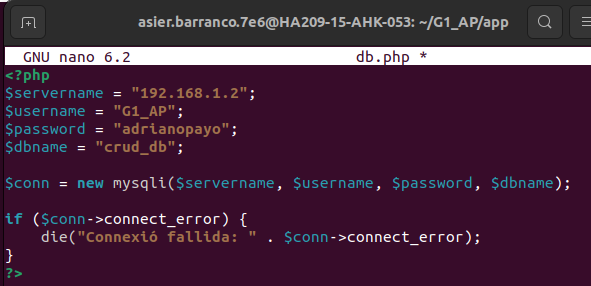 asier.barranco.7e6@HA209-15-AHK-053: ~/G1_AP/app
GNU nano 6.2 db.php *
<?php
$servername = "192.168.1.2";
$username = "G1_AP";
$password = "adrianopayo";
$dbname = "crud_db";

$conn = new mysqli($servername, $username, $password, $dbname);

if ($conn->connect_error) {
    die("Connexió fallida: " . $conn->connect_error);
}
?>